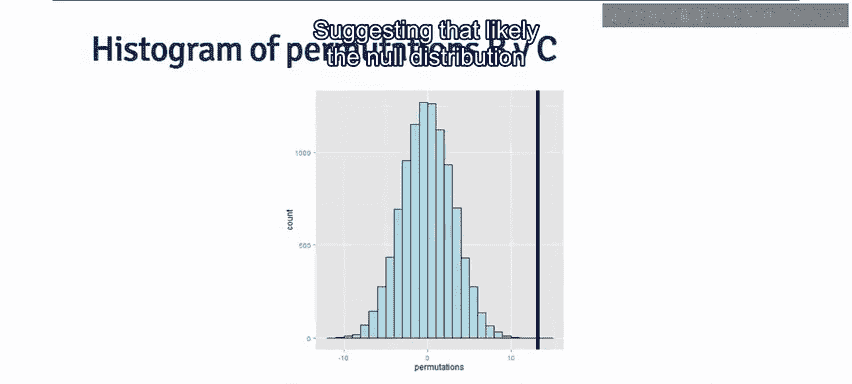 Suggesting that likely
the null distribution
Histogram of permutations B v C
1000
500
0
-10
0
10
count
permutations